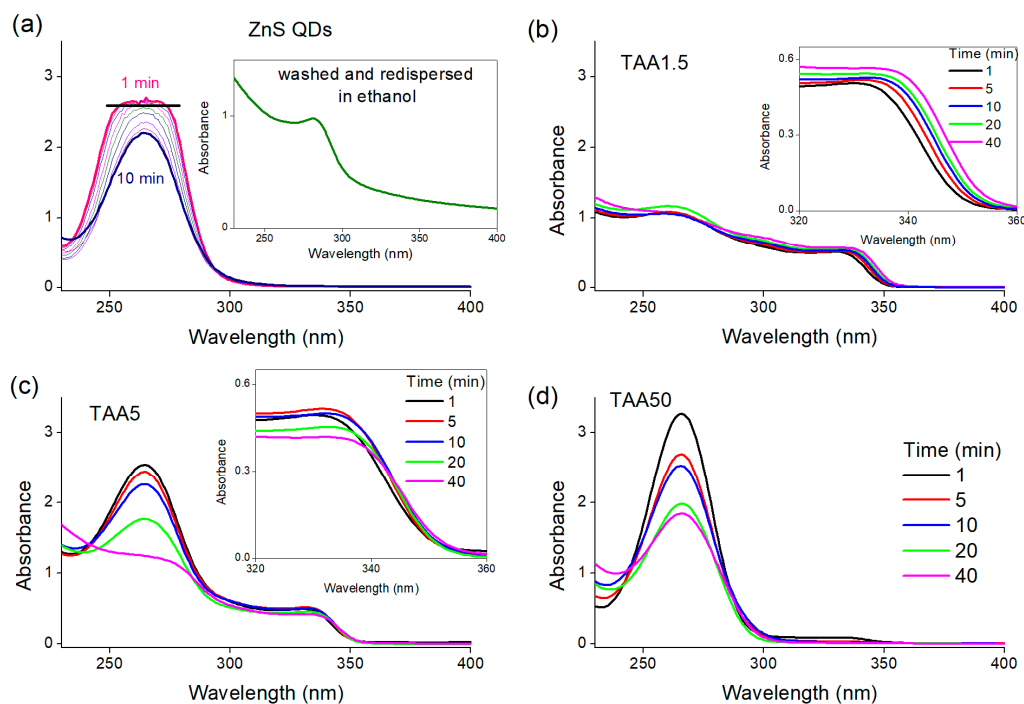 (a)
ZnS QDs
1 min
10 min
Absorbance
3
2
1
0
250
300
350
400
Wavelength (nm)
washed and redispersed
in ethanol
Absorbance
1
0
250
300
350
400
Wavelength (nm)
(b)
TAA1.5
Absorbance
3
2
1
0
250
300
350
400
Wavelength (nm)
Absorbance
0.6
0.3
0.0
320
340
360
Wavelength (nm)
Time (min)
1
5
10
20
40
(c)
TAA5
Absorbance
3
2
1
0
250
300
350
400
Wavelength (nm)
Absorbance
0.6
0.3
0.0
320
340
360
Wavelength (nm)
Time (min)
1
5
10
20
40
(d)
TAA50
Absorbance
3
2
1
0
250
300
350
400
Wavelength (nm)
Time (min)
1
5
10
20
40